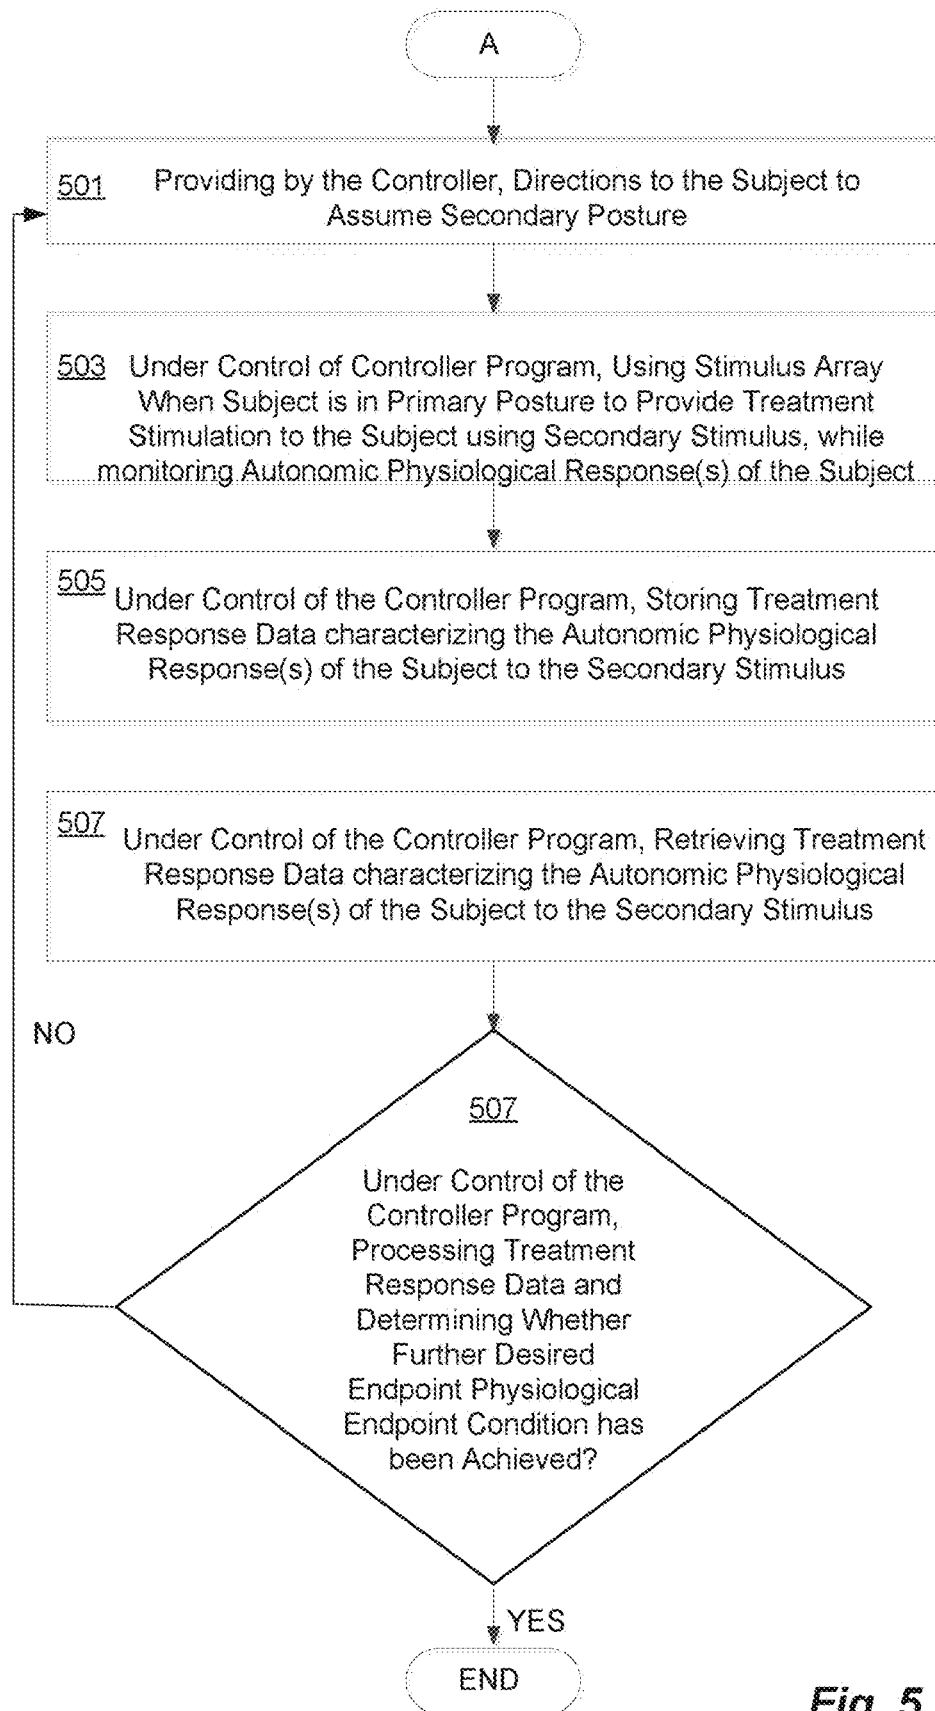 A
501 Providing by the Controller, Directions to the Subject to
Assume Secondary Posture
503 Under Control of Controller Program, Using Stimulus Array
When Subject is in Primary Posture to Provide Treatment
Stimulation to the Subject using Secondary Stimulus, while
monitoring Autonomic Physiological Response(s) of the Subject
505
Under Control of the Controller Program, Storing Treatment
Response Data characterizing the Autonomic Physiological
Response(s) of the Subject to the Secondary Stimulus
507
Under Control of the Controller Program, Retrieving Treatment
Response Data characterizing the Autonomic Physiological
Response(s) of the Subject to the Secondary Stimulus
NO
507
Under Control of the
Controller Program,
Processing Treatment
Response Data and
Determining Whether
Further Desired
Endpoint Physiological
Endpoint Condition has
been Achieved?
YES
END
Fig. 5